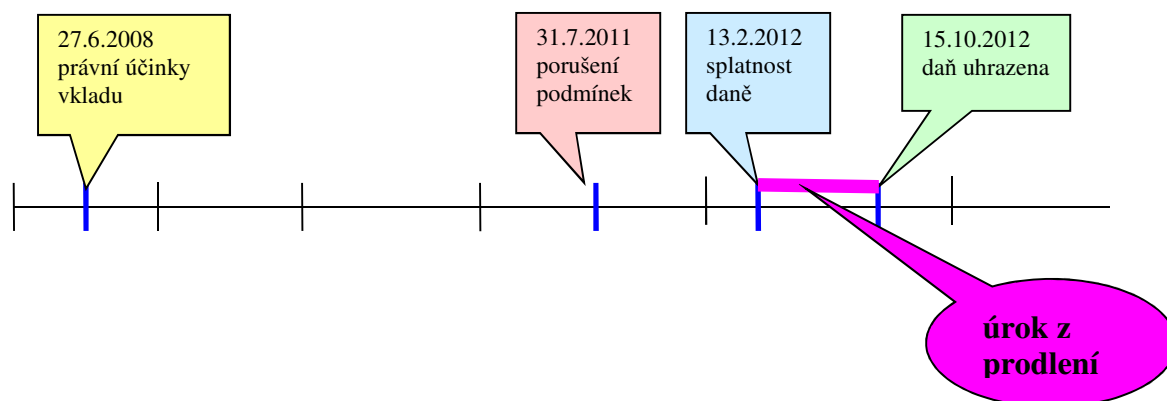 27.6.2008
právní účinky
vkladu
31.7.2011
porušení
podmínek
13.2.2012
splatnost
daně
15.10.2012
daň uhrazena
úrok z
prodlení